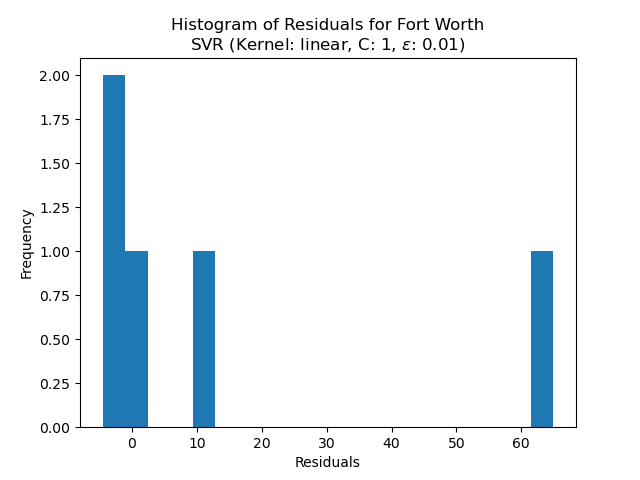 Histogram of Residuals for Fort Worth
SVR (Kernel: linear, C: 1, ε: 0.01)
2.00
1.75
1.50
1.25
1.00
0.75
0.50
0.25
0.00
Frequency
0 10 20 30 40 50 60
Residuals